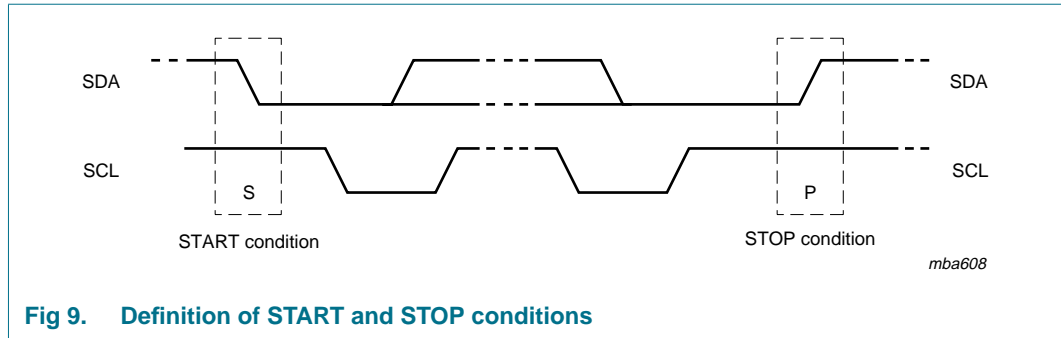 SDA SDA
SCL SCL
S P
START condition STOP condition
mba608
Fig 9. Definition of START and STOP conditions